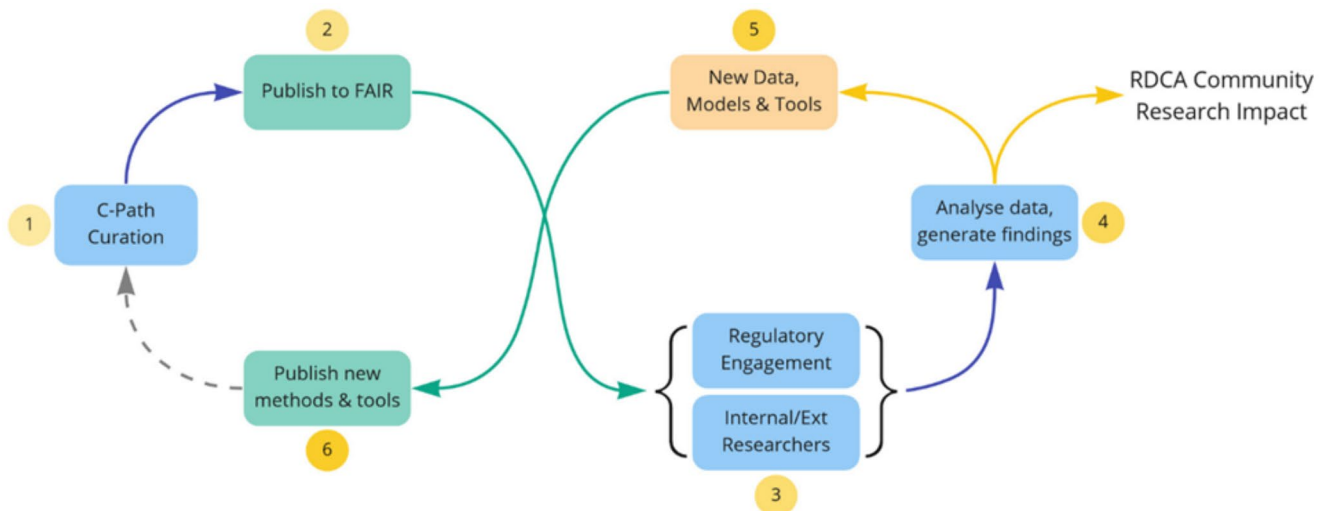 2
Publish to FAIR
5
New Data,
Models & Tools
RDCA Community
Research Impact
1
C-Path
Curation
Analyse data,
generate findings
4
Regulatory
Engagement
Internal/Ext
Researchers
3
Publish new
methods & tools
6